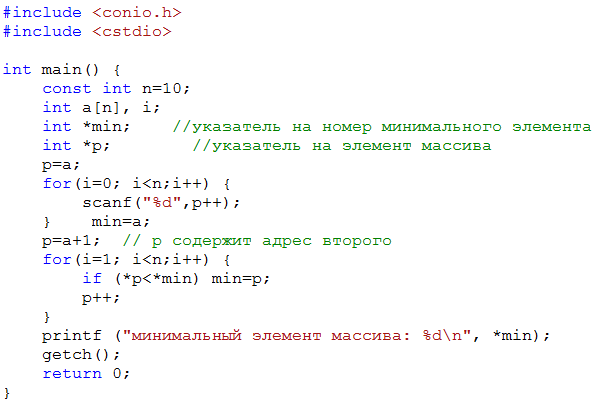 #include <conio.h>
#include <cstdio>
int main() {
const int n=10;
int a[n], i;
int *min; //указатель на номер минимального элемента
int *p; //указатель на элемент массива
p=a;
for(i=0; i<n;i++) {
scanf("%d",p++);
} min=a;
p=a+1; // p содержит адрес второго
for(i=1; i<n;i++) {
if (*p<*min) min=p;
p++;
}
printf ("минимальный элемент массива: %d\n", *min);
getch();
return 0;
}